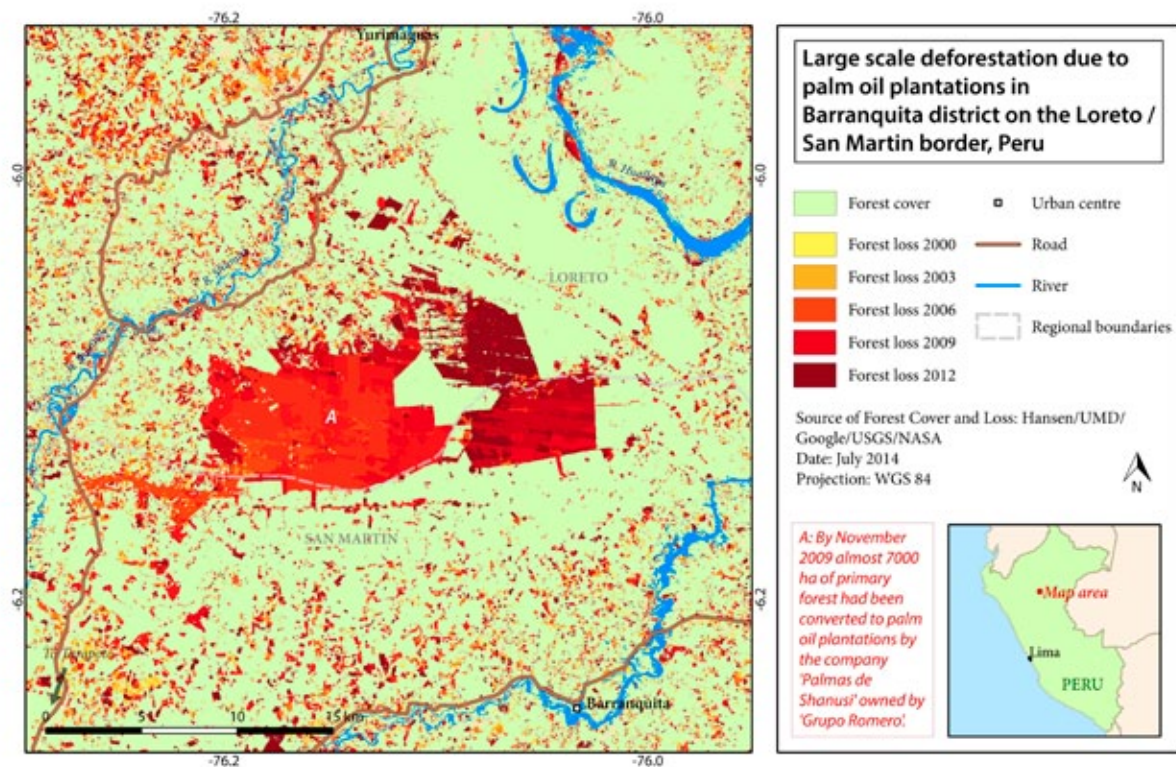 -76.2
-76.0
Yurimaguas
-6.0
-6.0
R. Huallaga
LORETO
R. Shanusi
A
SAN MARTIN
-6.2
-6.2
Barranquita
0 5 10 15 km
-76.2
-76.0
Large scale deforestation due to
palm oil plantations in
Barranquita district on the Loreto /
San Martin border, Peru
Forest cover
Urban centre
Forest loss 2000
Road
Forest loss 2003
River
Forest loss 2006
Regional boundaries
Forest loss 2009
Forest loss 2012
Source of Forest Cover and Loss: Hansen/UMD/
Google/USGS/NASA
Date: July 2014
Projection: WGS 84
N
A: By November
2009 almost 7000
ha of primary
forest had been
converted to palm
oil plantations by
the company
'Palmas de
Shanusi' owned by
'Grupo Romero'.
Map area
Lima
PERU